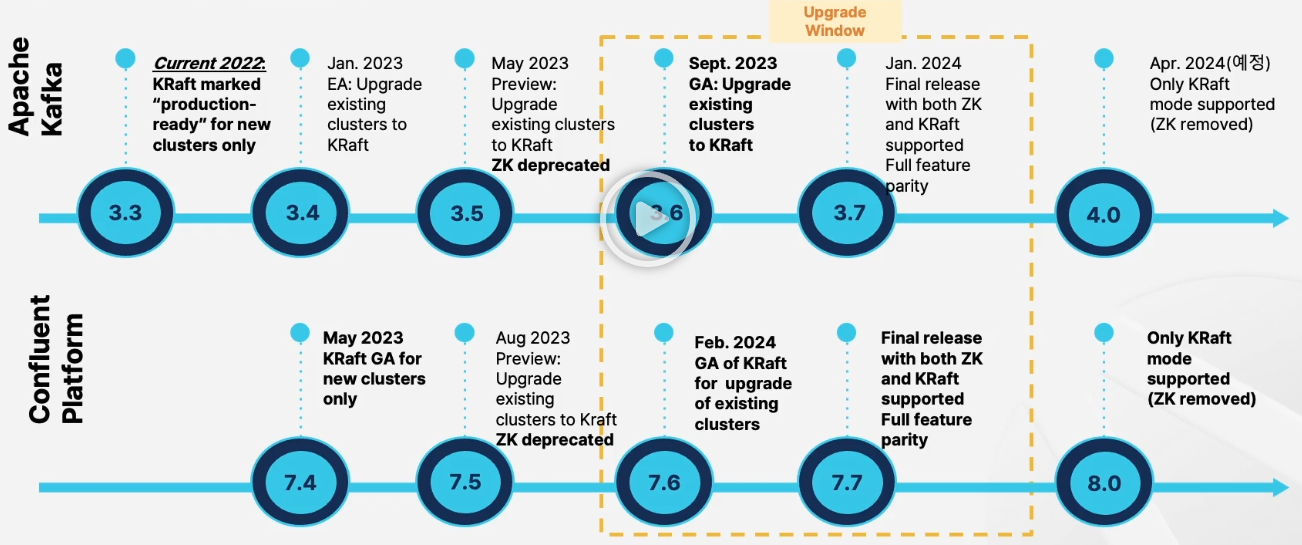 Upgrade
Window
Apache
Kafka
Current 2022:
KRaft marked
“production-
ready” for new
clusters only
Jan. 2023
EA: Upgrade
existing
clusters to
KRaft
May 2023
Preview:
Upgrade
existing clusters
to KRaft
ZK deprecated
Sept. 2023
GA: Upgrade
existing
clusters
to KRaft
Jan. 2024
Final release
with both ZK
and KRaft
supported
Full feature
parity
Apr. 2024(예정)
Only KRaft
mode supported
(ZK removed)
3.3
3.4
3.5
3.6
3.7
4.0
Confluent
Platform
May 2023
KRaft GA for
new clusters
only
Aug 2023
Preview:
Upgrade
existing
clusters to Kraft
ZK deprecated
Feb. 2024
GA of KRaft
for upgrade
of existing
clusters
Final release
with both ZK
and KRaft
supported
Full feature
parity
Only KRaft
mode
supported
(ZK removed)
7.4
7.5
7.6
7.7
8.0